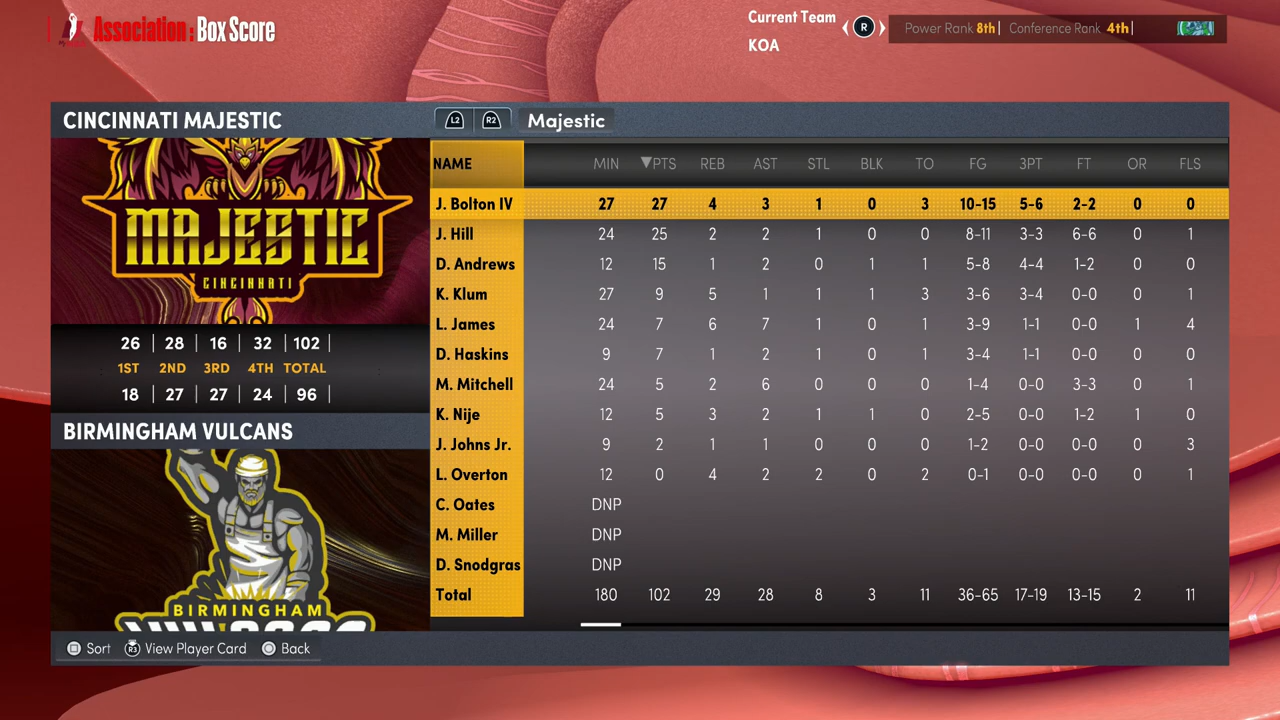 Association : Box Score
Current Team
KOA
R
Power Rank 8th | Conference Rank 4th |
CINCINNATI MAJESTIC
MAJESTIC
CINCINNATI
26 | 28 | 16 | 32 | 102 |
1ST 2ND 3RD 4TH TOTAL
18 | 27 | 27 | 24 | 96 |
BIRMINGHAM VULCANS
BIRMINGHAM
L2 R2 Majestic
NAME MIN ▼PTS REB AST STL BLK TO FG 3PT FT OR FLS
J. Bolton IV 27 27 4 3 1 0 3 10-15 5-6 2-2 0 0
J. Hill 24 25 2 2 1 0 0 8-11 3-3 6-6 0 1
D. Andrews 12 15 1 2 0 1 1 5-8 4-4 1-2 0 0
K. Klum 27 9 5 1 1 1 3 3-6 3-4 0-0 0 1
L. James 24 7 6 7 1 0 1 3-9 1-1 0-0 1 4
D. Haskins 9 7 1 2 1 0 1 3-4 1-1 0-0 0 0
M. Mitchell 24 5 2 6 0 0 0 1-4 0-0 3-3 0 1
K. Nije 12 5 3 2 1 1 0 2-5 0-0 1-2 1 0
J. Johns Jr. 9 2 1 1 0 0 0 1-2 0-0 0-0 0 3
L. Overton 12 0 4 2 2 0 2 0-1 0-0 0-0 0 1
C. Oates DNP
M. Miller DNP
D. Snodgras DNP
Total 180 102 29 28 8 3 11 36-65 17-19 13-15 2 11
Sort R3 View Player Card Back